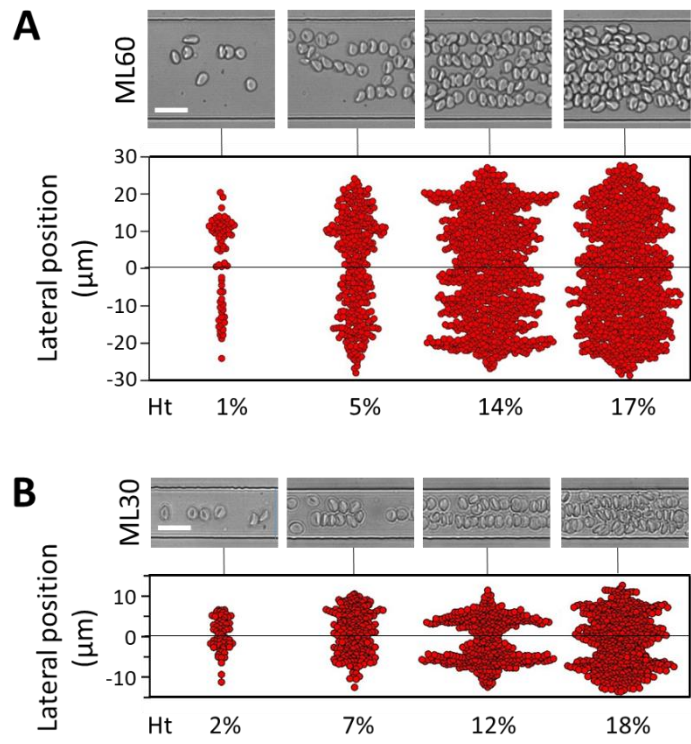 A
ML60
Lateral position
(μm)
30
20
10
0
-10
-20
-30
Ht 1% 5% 14% 17%
B
ML30
Lateral position
(μm)
10
0
-10
Ht 2% 7% 12% 18%